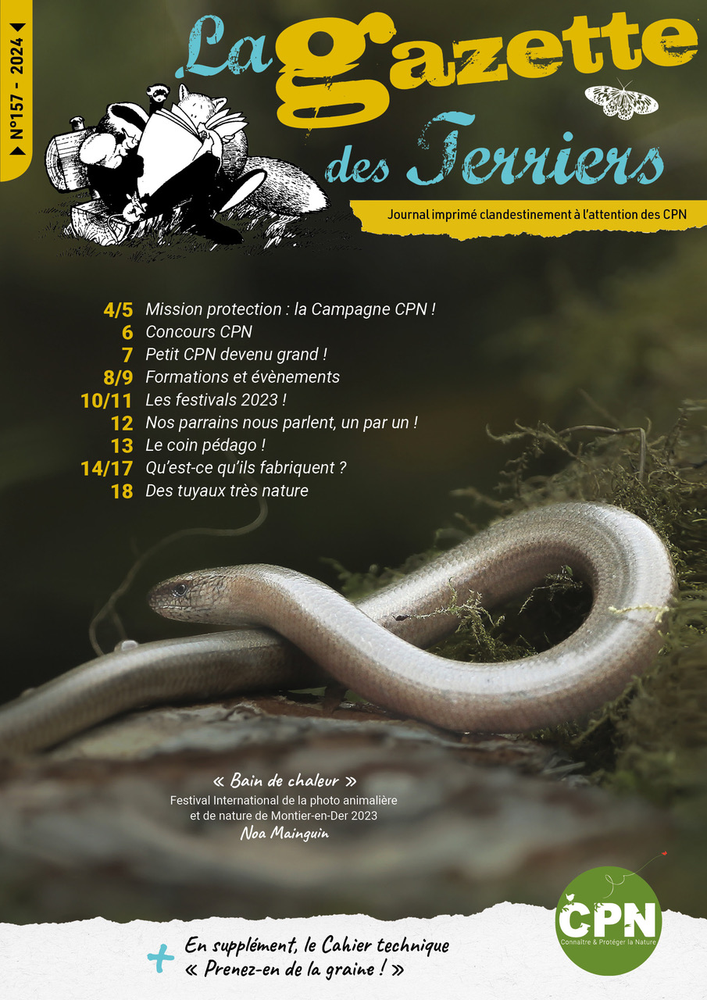 N°157 - 2024
La gazette
des Terriers
Journal imprimé clandestinement à l'attention des CPN
4/5 Mission protection : la Campagne CPN !
6 Concours CPN
7 Petit CPN devenu grand !
8/9 Formations et évènements
10/11 Les festivals 2023 !
12 Nos parrains nous parlent, un par un !
13 Le coin pédago !
14/17 Qu'est-ce qu'ils fabriquent ?
18 Des tuyaux très nature
« Bain de chaleur »
Festival International de la photo animalière
et de nature de Montier-en-Der 2023
Noa Mainguin
CPN
Connaître & Protéger la Nature
+ En supplément, le Cahier technique
« Prenez-en de la graine ! »